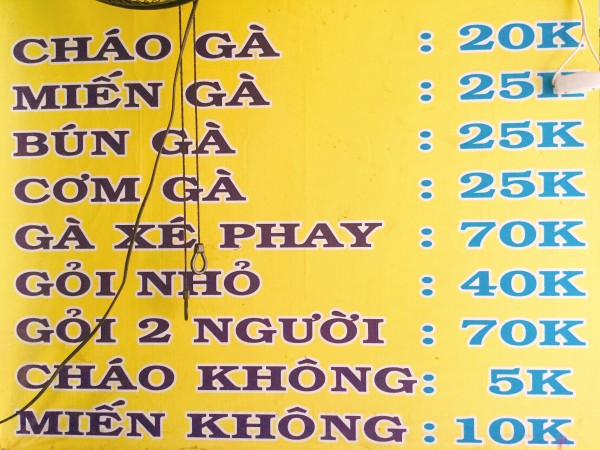 CHÁO GÀ : 20K
MIẾN GÀ : 25K
BÚN GÀ : 25K
CƠM GÀ : 25K
GÀ XÉ PHAY : 70K
GỎI NHỎ : 40K
GỎI 2 NGƯỜI : 70K
CHÁO KHÔNG : 5K
MIẾN KHÔNG : 10K